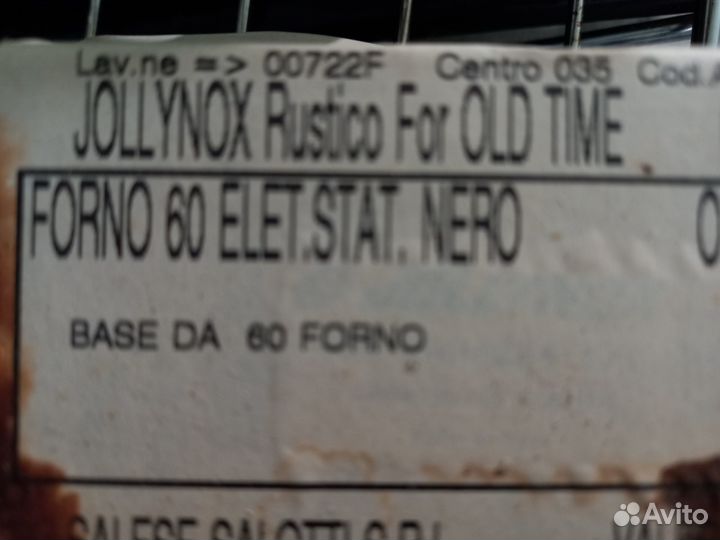 Lav.ne => 00722F Centro 035 Cod.
JOLLYNOX Rustico For OLD TIME
FORNO 60 ELET.STAT. NERO
BASE DA 60 FORNO
Avito